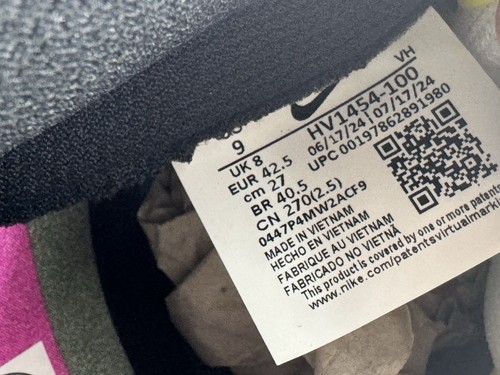 VH
HV1454-100
06/17/24 | 07/17/24
UPC 00197862891980
9
UK 8
EUR 42.5
cm 27
BR 40.5
CN 270(2.5)
0447P4MW2ACF9
MADE IN VIETNAM
HECHO EN VIETNAM
FABRIQUE AU VIETNAM
FABRICADO NO VIETNÃ
This product is covered by one or more
www.nike.com/patentsvirtualmarking